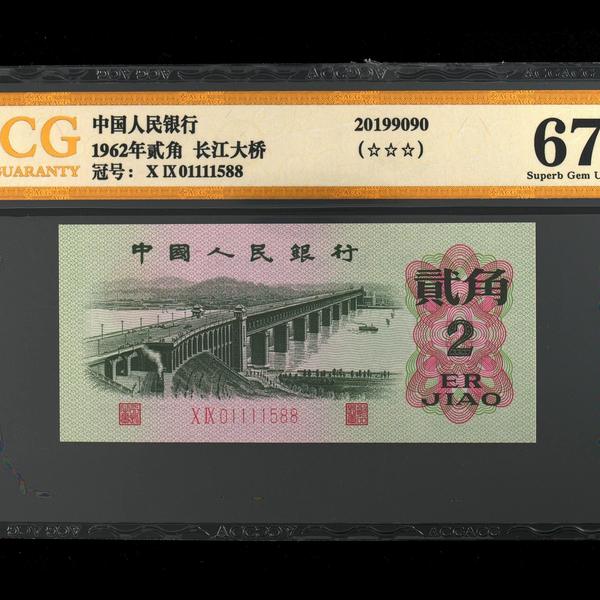 CG
GUARANTY
中国人民银行
1962年贰角 长江大桥
冠号: X IX 01111588
20199090
(☆☆☆)
67
Superb Gem U
中國人民銀行
貳角
2
ER
JIAO
X IX 01111588